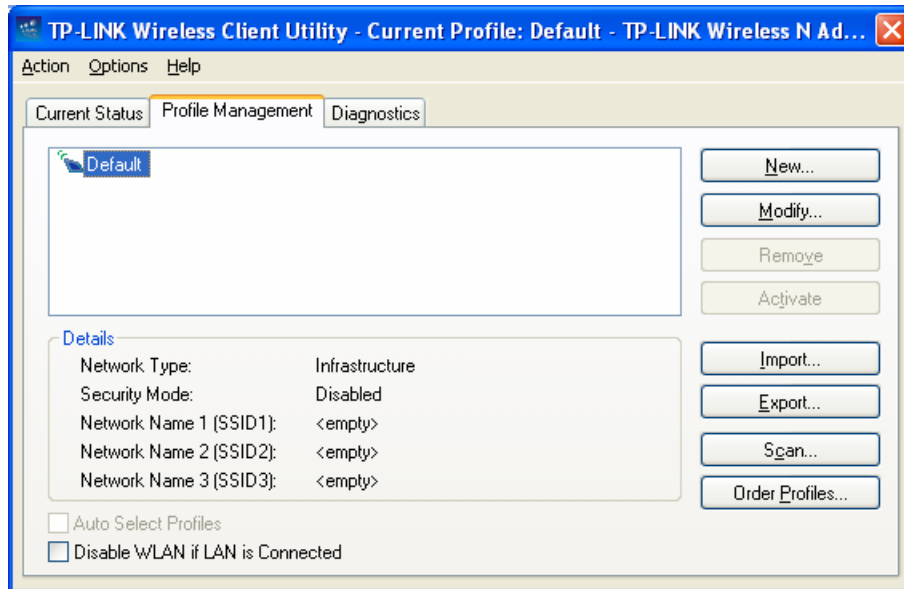 TP-LINK Wireless Client Utility - Current Profile: Default - TP-LINK Wireless N Ad...
Action Options Help
Current Status Profile Management Diagnostics
Default
New...
Modify...
Remove
Activate
Details
Network Type: Infrastructure
Security Mode: Disabled
Network Name 1 (SSID1): <empty>
Network Name 2 (SSID2): <empty>
Network Name 3 (SSID3): <empty>
Import...
Export...
Scan...
Order Profiles...
Auto Select Profiles
Disable WLAN if LAN is Connected